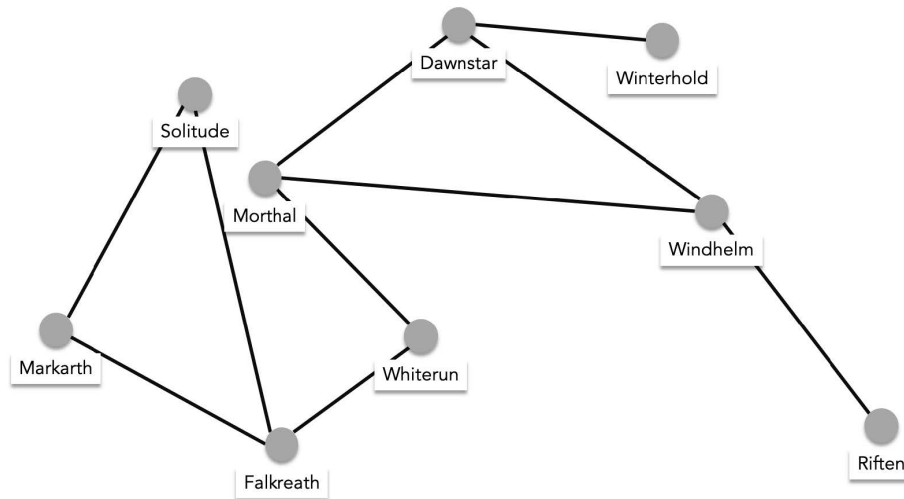 Dawnstar
Winterhold
Solitude
Morthal
Windhelm
Markarth
Whiterun
Riften
Falkreath